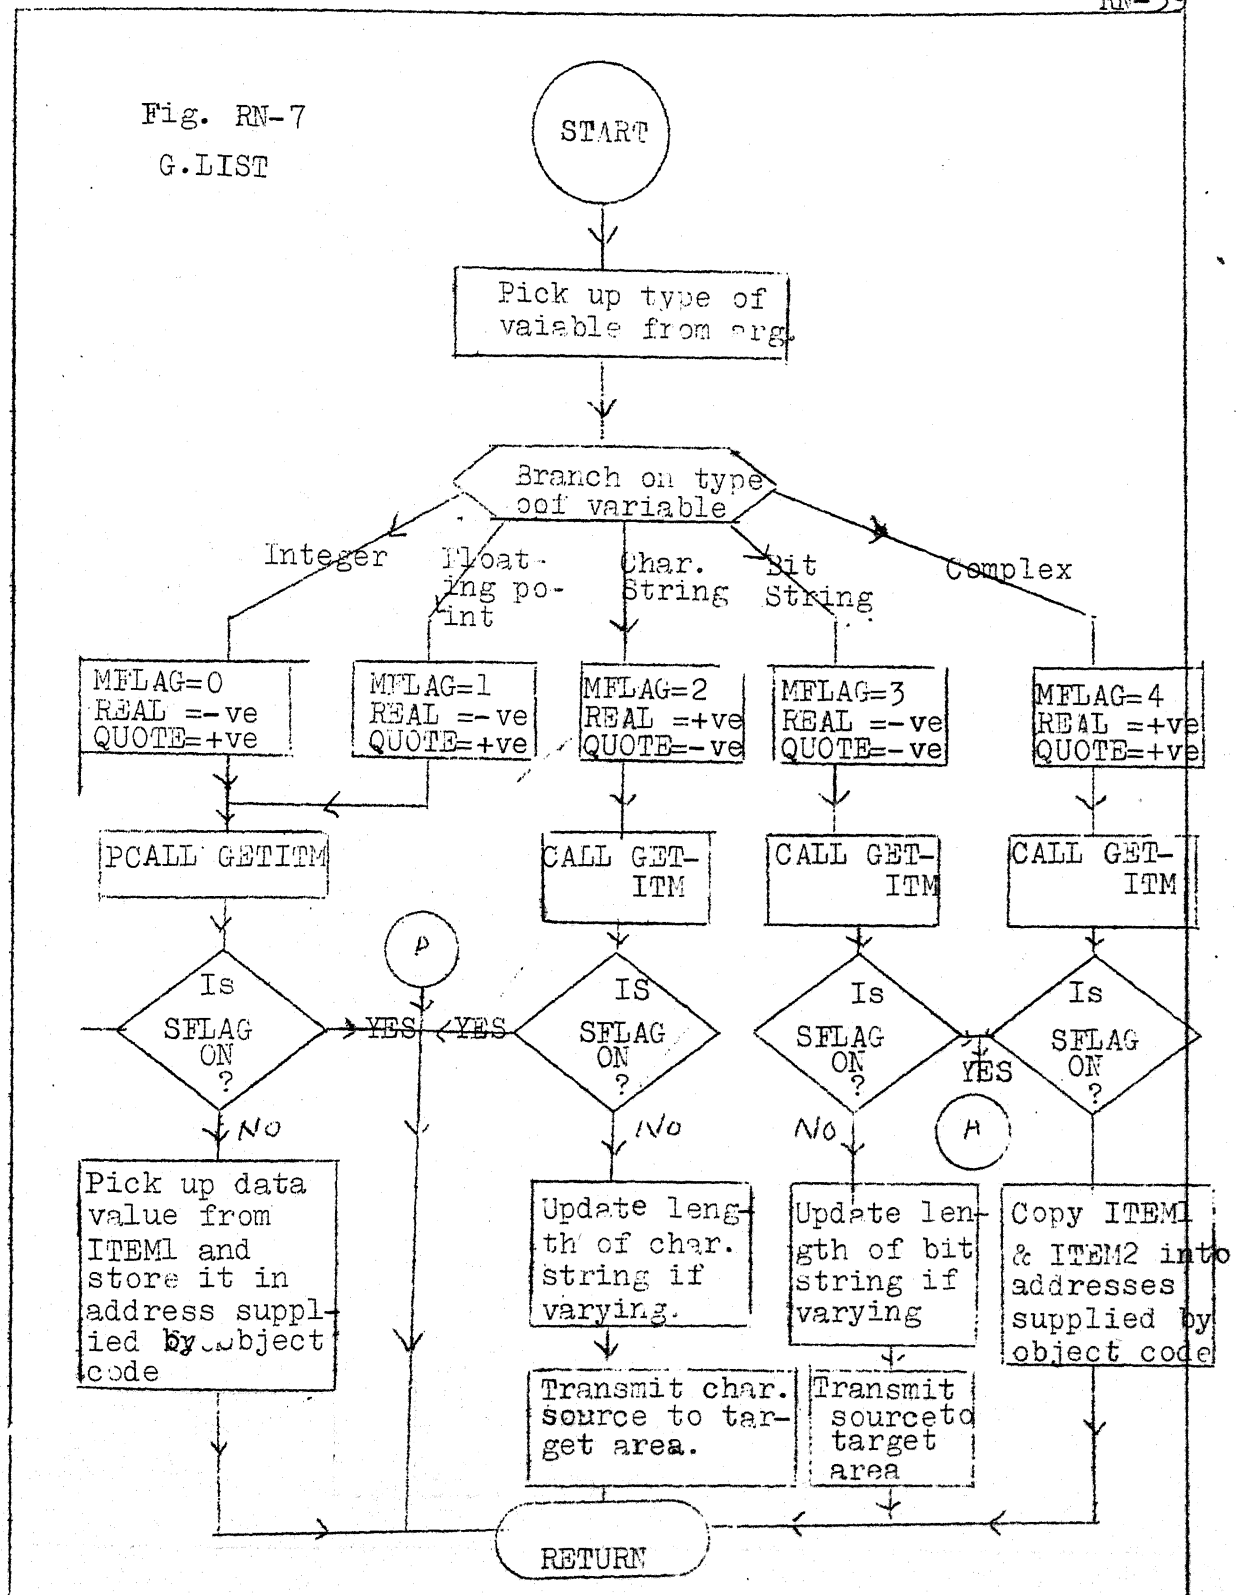 Fig. RN-7
G.LIST
START
Pick up type of
vaiable from arg.
Branch on type
oof variable
Integer
Float-
ing po-
int
Char.
String
Bit
String
Complex
MFLAG=0
REAL =-ve
QUOTE=+ve
MFLAG=1
REAL =-ve
QUOTE=+ve
MFLAG=2
REAL =+ve
QUOTE=-ve
MFLAG=3
REAL =-ve
QUOTE=-ve
MFLAG=4
REAL =+ve
QUOTE=+ve
PCALL GETITM
CALL GET-
ITM
CALL GET-
ITM
CALL GET-
ITM
Is
SFLAG
ON
?
YES
YES
IS
SFLAG
ON
?
Is
SFLAG
ON
?
YES
Is
SFLAG
ON
?
NO
NO
NO
H
Pick up data
value from
ITEM1 and
store it in
address suppl-
ied by object
code
Update leng-
th of char.
string if
varying.
Update len-
gth of bit
string if
varying
Copy ITEM1
& ITEM2 into
addresses
supplied by
object code
Transmit char.
source to tar-
get area.
Transmit
source to
target
area
RETURN